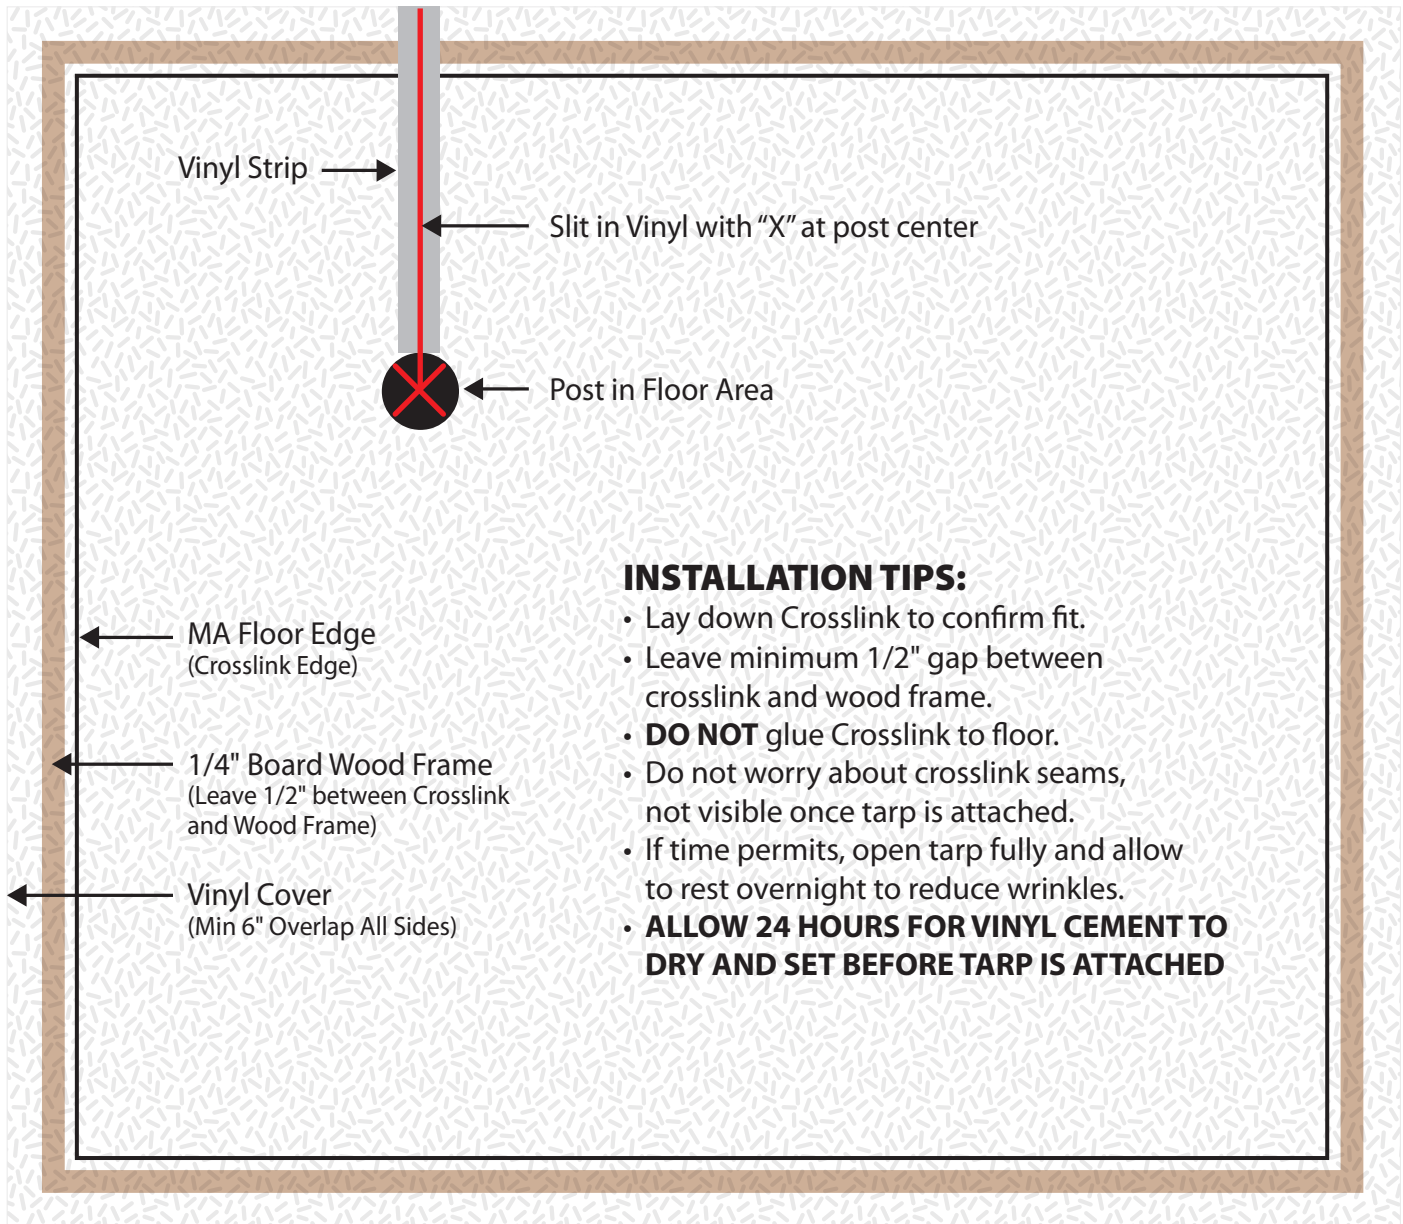 Vinyl Strip
Slit in Vinyl with “X” at post center
Post in Floor Area
INSTALLATION TIPS:
• Lay down Crosslink to confirm fit.
• Leave minimum 1/2" gap between
crosslink and wood frame.
• DO NOT glue Crosslink to floor.
• Do not worry about crosslink seams,
not visible once tarp is attached.
• If time permits, open tarp fully and allow
to rest overnight to reduce wrinkles.
• ALLOW 24 HOURS FOR VINYL CEMENT TO
DRY AND SET BEFORE TARP IS ATTACHED
MA Floor Edge
(Crosslink Edge)
1/4" Board Wood Frame
(Leave 1/2" between Crosslink
and Wood Frame)
Vinyl Cover
(Min 6" Overlap All Sides)